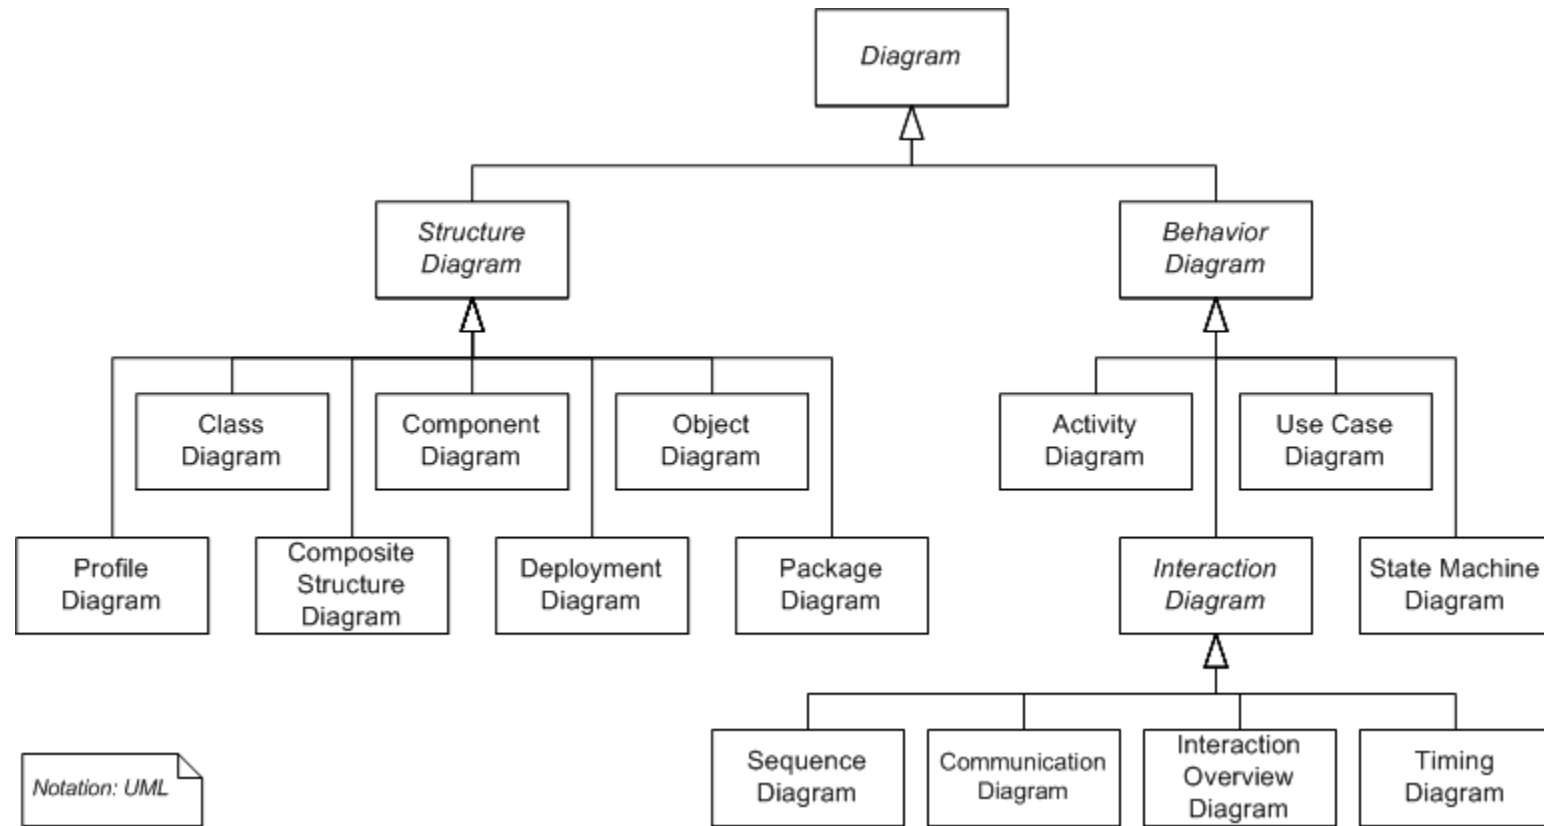 Diagram
Structure
Diagram
Behavior
Diagram
Class
Diagram
Component
Diagram
Object
Diagram
Activity
Diagram
Use Case
Diagram
Profile
Diagram
Composite
Structure
Diagram
Deployment
Diagram
Package
Diagram
Interaction
Diagram
State Machine
Diagram
Sequence
Diagram
Communication
Diagram
Interaction
Overview
Diagram
Timing
Diagram
Notation: UML